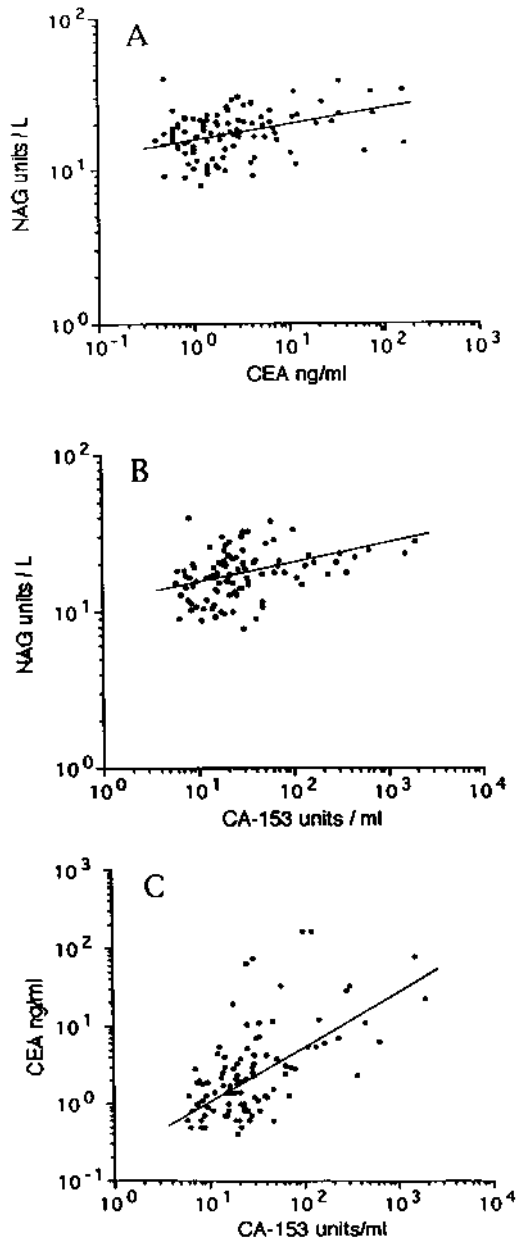 A
NAG units / L
10²
10¹
10⁰
10⁻¹ 10⁰ 10¹ 10² 10³
CEA ng/ml
B
NAG units / L
10²
10¹
10⁰
10⁰ 10¹ 10² 10³ 10⁴
CA-153 units / ml
C
CEA ng/ml
10³
10²
10¹
10⁰
10⁻¹
10⁰ 10¹ 10² 10³ 10⁴
CA-153 units/ml